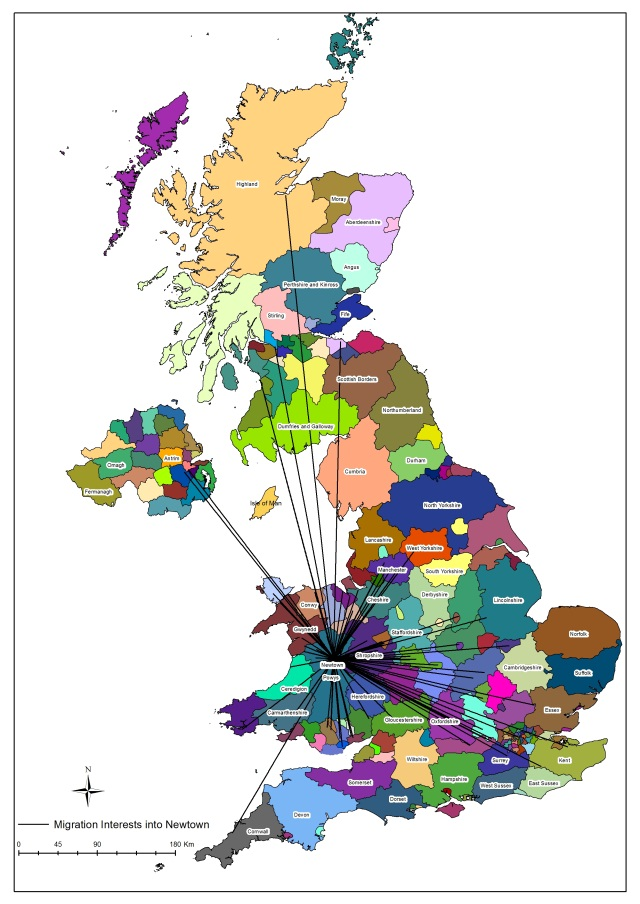 Highland
Moray
Aberdeenshire
Angus
Perthshire and Kinross
Stirling
Fife
Scottish Borders
Northumberland
Dumfries and Galloway
Antrim
Omagh
Fermanagh
Durham
Cumbria
Isle of Man
North Yorkshire
Lancashire
West Yorkshire
Manchester
South Yorkshire
Derbyshire
Cheshire
Lincolnshire
Conwy
Gwynedd
Staffordshire
Norfolk
Shropshire
Newtown
Cambridgeshire
Suffolk
Powys
Ceredigion
Herefordshire
Carmarthenshire
Essex
Gloucestershire
Oxfordshire
Wiltshire
Surrey
Kent
Somerset
Hampshire
West Sussex
East Sussex
Dorset
Devon
Cornwall
N
Migration Interests into Newtown
0 45 90 180 Km